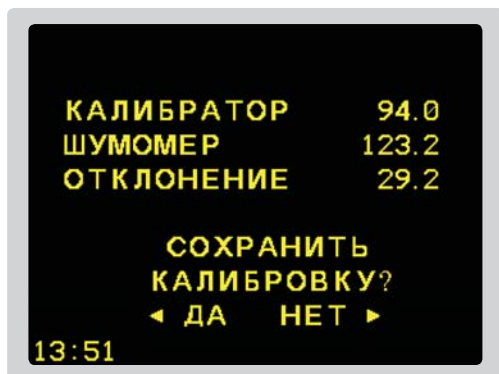 КАЛИБРАТОР 94.0
ШУМОМЕР 123.2
ОТКЛОНЕНИЕ 29.2
СОХРАНИТЬ
КАЛИБРОВКУ?
◄ ДА НЕТ ►
13:51